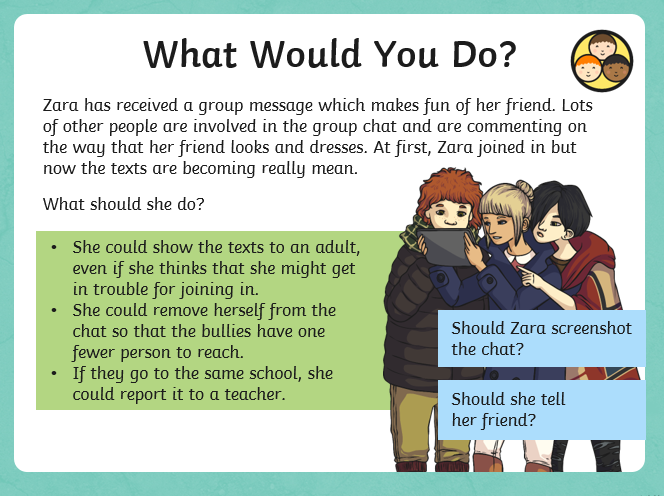 What Would You Do?
Zara has received a group message which makes fun of her friend. Lots
of other people are involved in the group chat and are commenting on
the way that her friend looks and dresses. At first, Zara joined in but
now the texts are becoming really mean.
What should she do?
• She could show the texts to an adult,
even if she thinks that she might get
in trouble for joining in.
• She could remove herself from the
chat so that the bullies have one
fewer person to reach.
• If they go to the same school, she
could report it to a teacher.
Should Zara screenshot
the chat?
Should she tell
her friend?